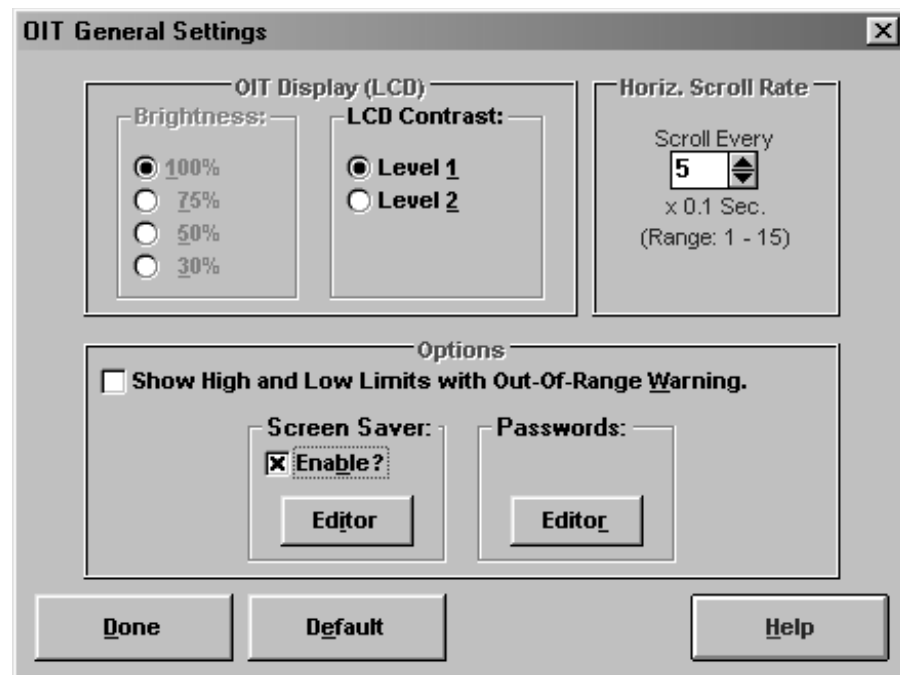 OIT General Settings
OIT Display (LCD)
Brightness:
100%
75%
50%
30%
LCD Contrast:
Level 1
Level 2
Horiz. Scroll Rate
Scroll Every
5
x 0.1 Sec.
(Range: 1 - 15)
Options
Show High and Low Limits with Out-Of-Range Warning.
Screen Saver:
Enable?
Editor
Passwords:
Editor
Done
Default
Help